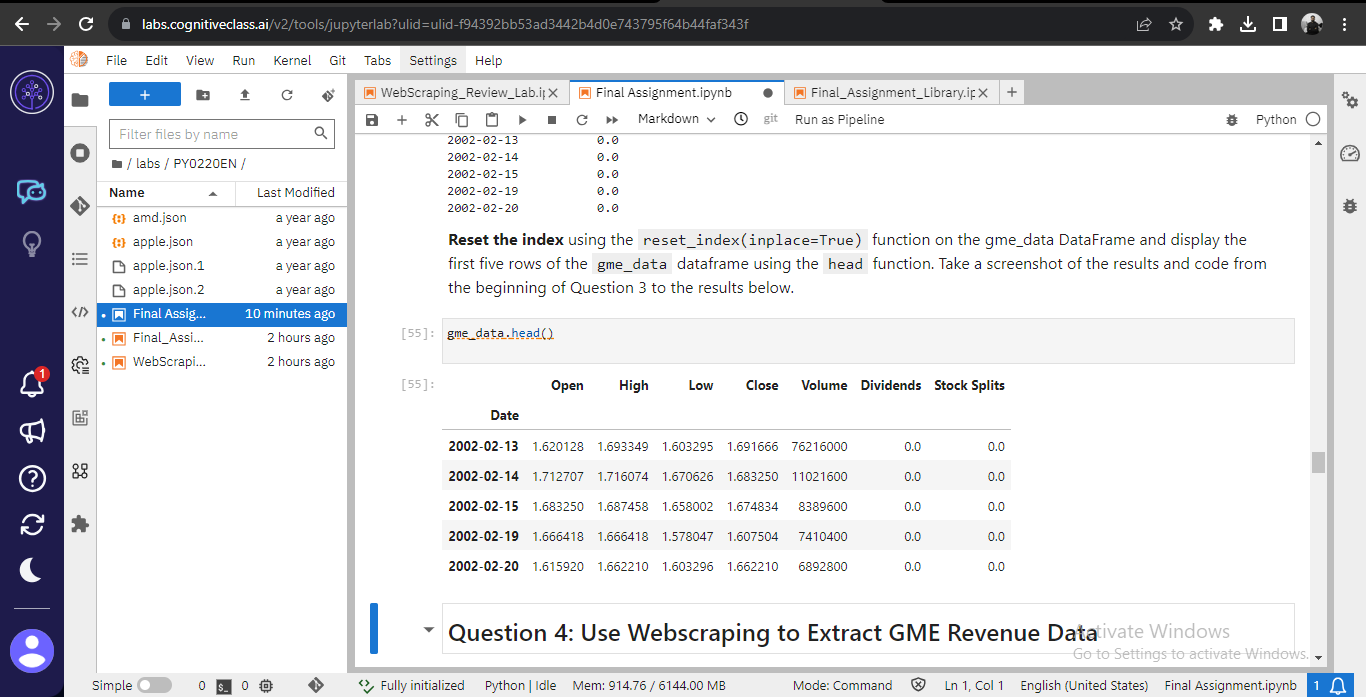 labs.cognitiveclass.ai/v2/tools/jupyterlab?ulid=ulid-f94392bb53ad3442b4d0e743795f64b44faf343f
File Edit View Run Kernel Git Tabs Settings Help
WebScraping_Review_Lab.i
Final Assignment.ipynb
Final_Assignment_Library.ip
Filter files by name
Markdown
git
Run as Pipeline
Python
/ labs / PY0220EN /
Name Last Modified
amd.json a year ago
apple.json a year ago
apple.json.1 a year ago
apple.json.2 a year ago
Final Assig... 10 minutes ago
Final_Assi... 2 hours ago
WebScrapi... 2 hours ago
1
2002-02-13 0.0
2002-02-14 0.0
2002-02-15 0.0
2002-02-19 0.0
2002-02-20 0.0
Reset the index using the reset_index(inplace=True) function on the gme_data DataFrame and display the
first five rows of the gme_data dataframe using the head function. Take a screenshot of the results and code from
the beginning of Question 3 to the results below.
[55]: gme_data.head()
[55]: Open High Low Close Volume Dividends Stock Splits
Date
2002-02-13 1.620128 1.693349 1.603295 1.691666 76216000 0.0 0.0
2002-02-14 1.712707 1.716074 1.670626 1.683250 11021600 0.0 0.0
2002-02-15 1.683250 1.687458 1.658002 1.674834 8389600 0.0 0.0
2002-02-19 1.666418 1.666418 1.578047 1.607504 7410400 0.0 0.0
2002-02-20 1.615920 1.662210 1.603296 1.662210 6892800 0.0 0.0
Question 4: Use Webscraping to Extract GME Revenue Data
Activate Windows
Go to Settings to activate Windows.
Simple 0 0 Fully initialized Python | Idle Mem: 914.76 / 6144.00 MB Mode: Command Ln 1, Col 1 English (United States) Final Assignment.ipynb 1